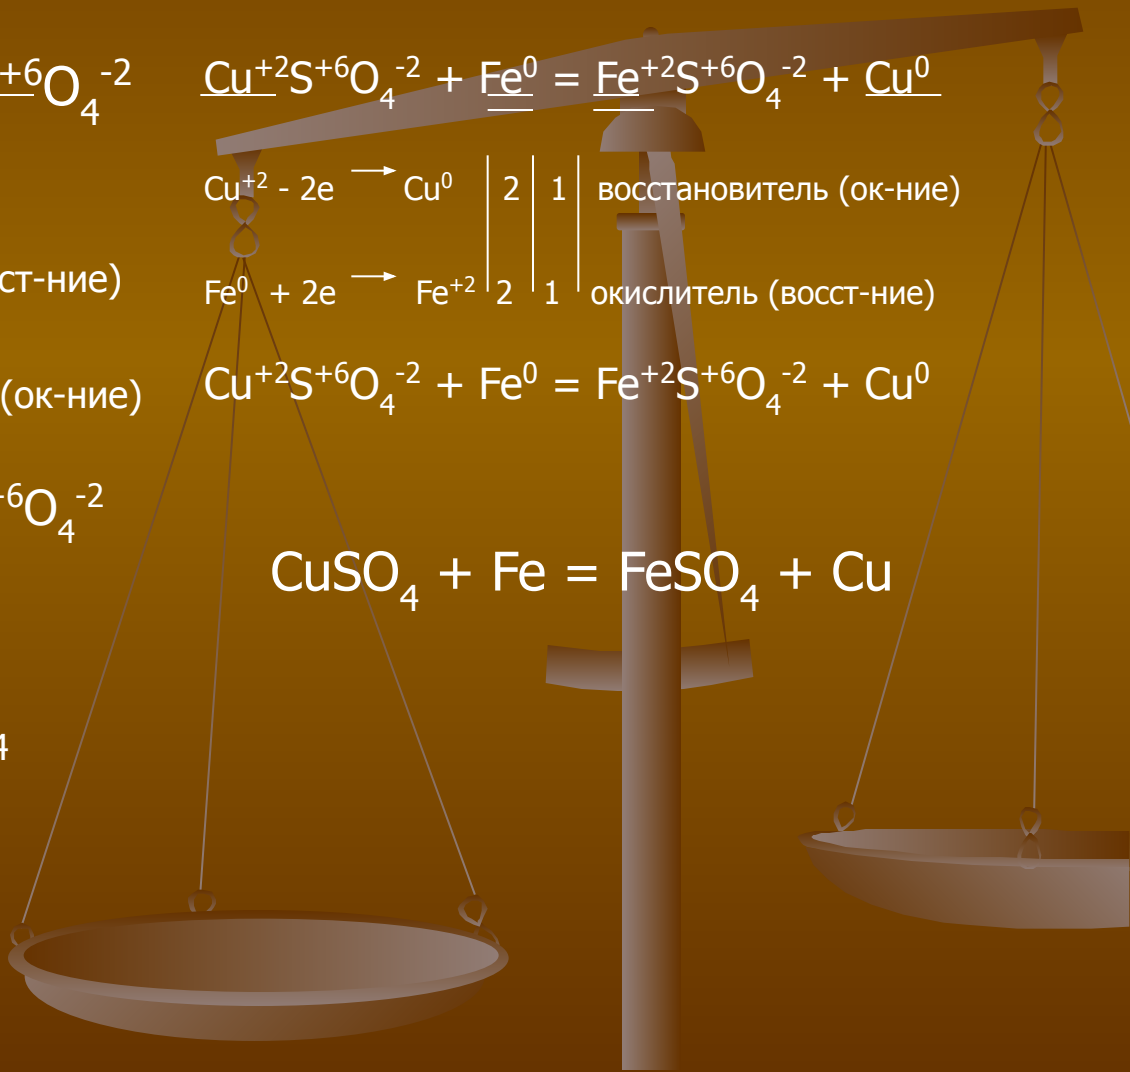 ⁺⁶O₄⁻²
Cu⁺²S⁺⁶O₄⁻² + Fe⁰ = Fe⁺²S⁺⁶O₄⁻² + Cu⁰
Cu⁺² - 2e → Cu⁰ | 2 | 1 | восстановитель (ок-ние)
ст-ние)
Fe⁰ + 2e → Fe⁺² | 2 | 1 | окислитель (восст-ние)
(ок-ние)
Cu⁺²S⁺⁶O₄⁻² + Fe⁰ = Fe⁺²S⁺⁶O₄⁻² + Cu⁰
⁺⁶O₄⁻²
CuSO₄ + Fe = FeSO₄ + Cu
4